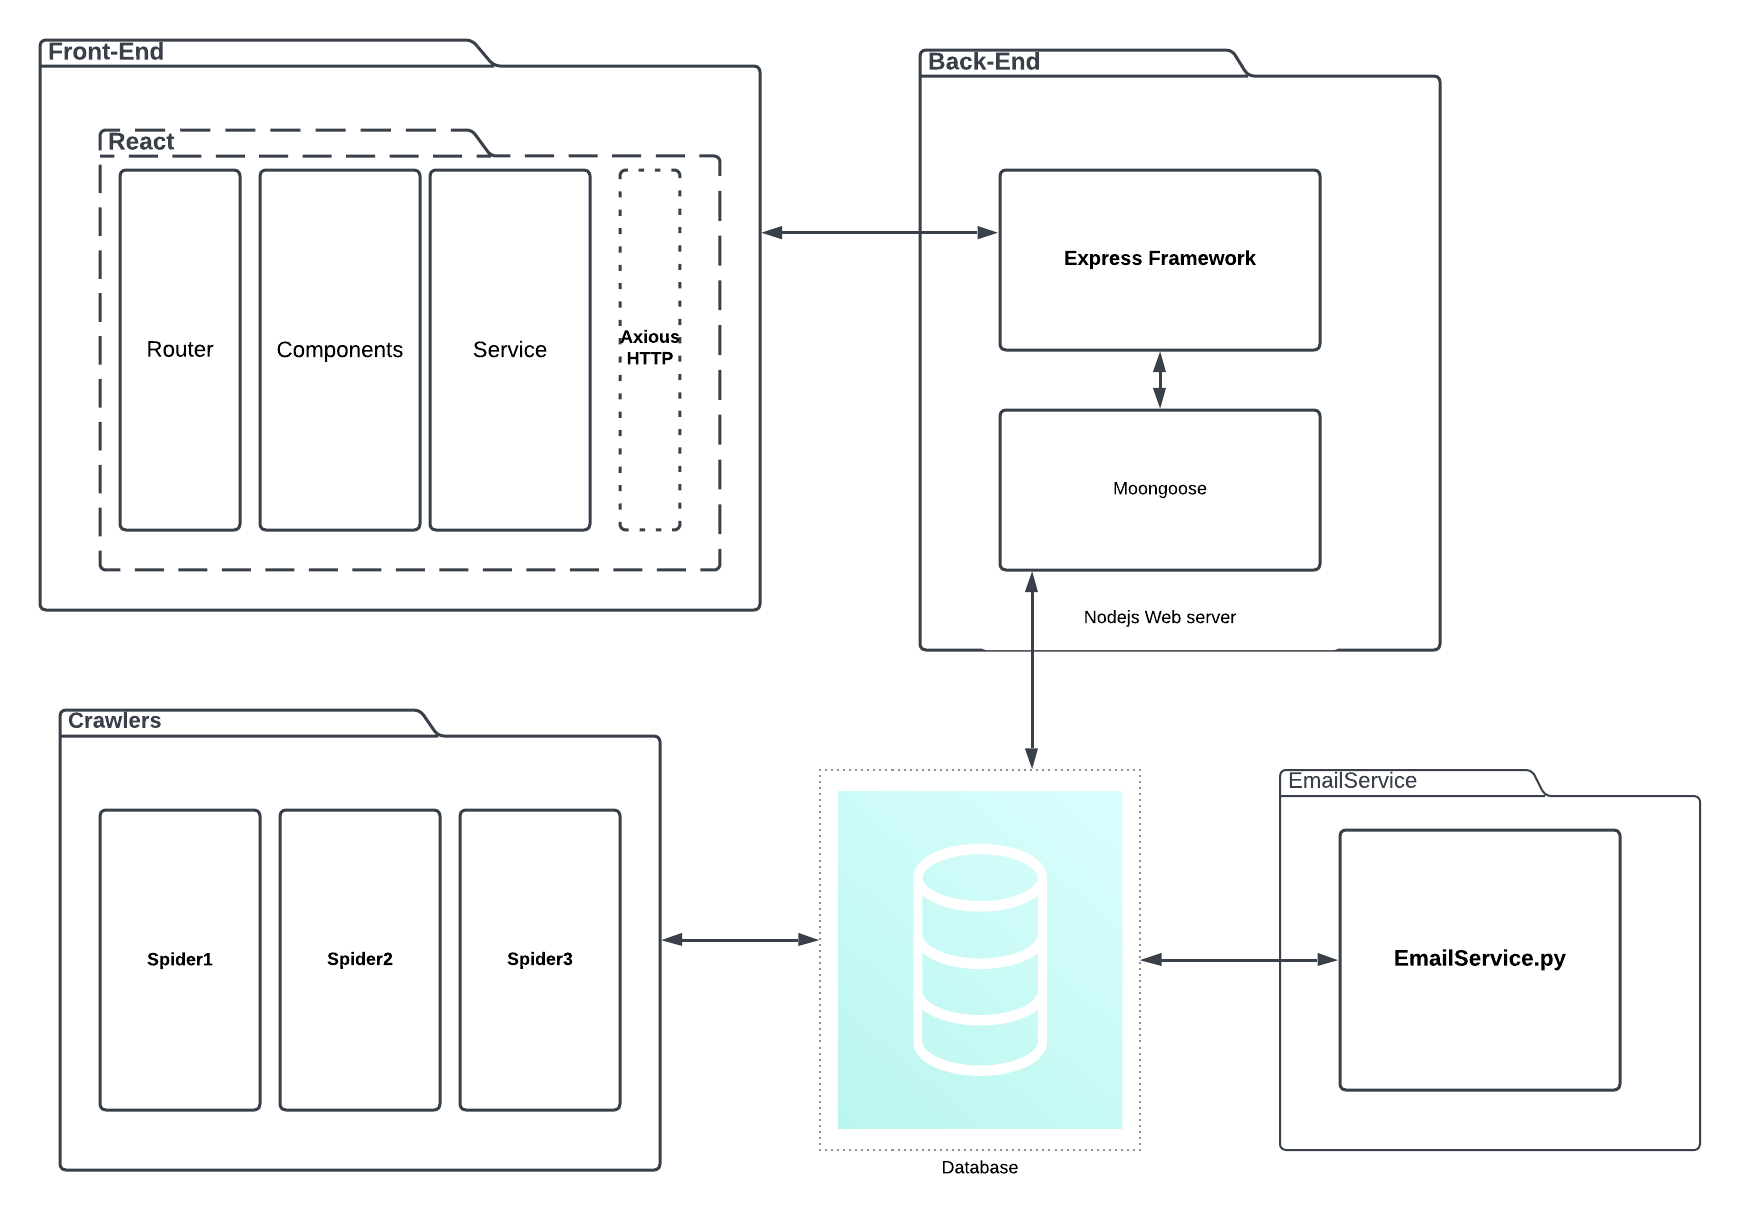 Front-End
React
Router
Components
Service
Axious
HTTP
Back-End
Express Framework
Moongoose
Nodejs Web server
Crawlers
Spider1
Spider2
Spider3
Database
EmailService
EmailService.py